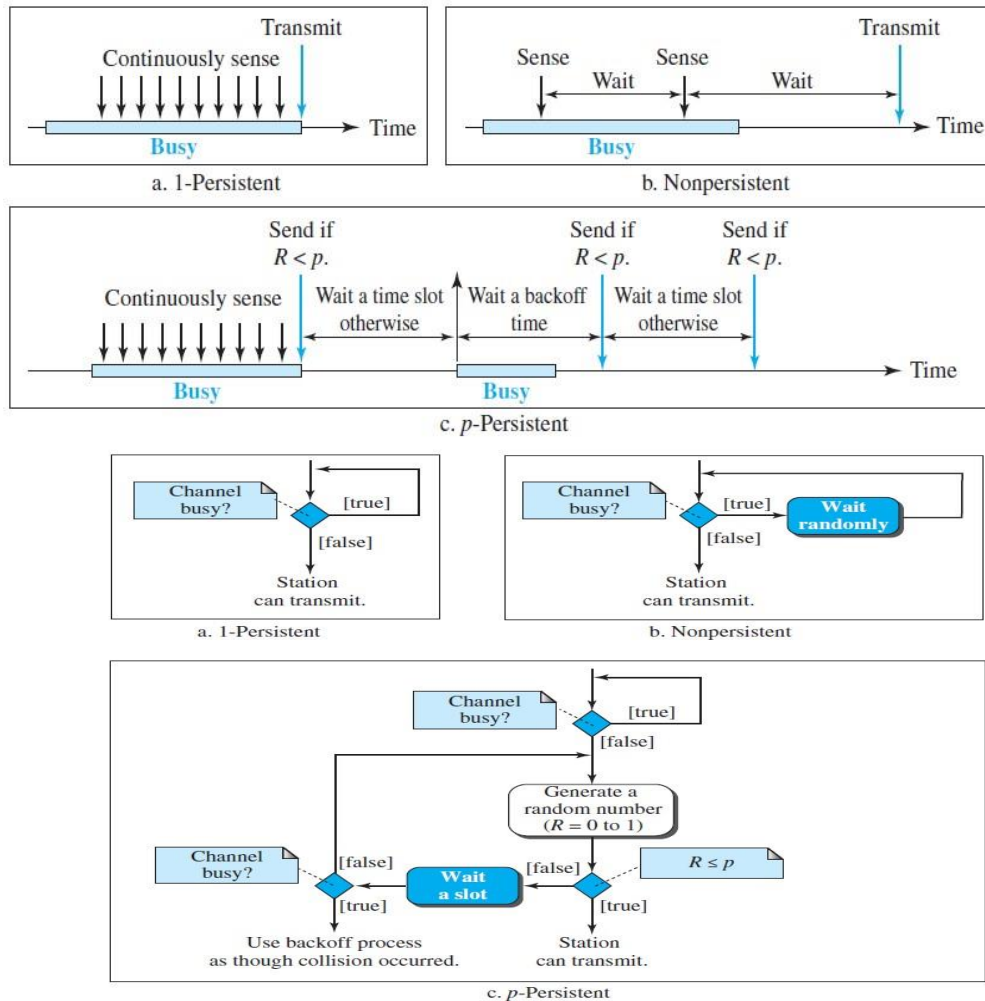 Transmit
Continuously sense
Time
Busy
a. 1-Persistent
Transmit
Sense
Sense
Wait
Wait
Time
Busy
b. Nonpersistent
Send if
R < p.
Send if
R < p.
Send if
R < p.
Continuously sense
Wait a time slot
otherwise
Wait a backoff
time
Wait a time slot
otherwise
Time
Busy
Busy
c. p-Persistent
Channel
busy?
[true]
[false]
Station
can transmit.
a. 1-Persistent
Channel
busy?
[true]
Wait
randomly
[false]
Station
can transmit.
b. Nonpersistent
Channel
busy?
[true]
[false]
Generate a
random number
(R = 0 to 1)
Channel
busy?
[false]
Wait
a slot
[false]
R ≤ p
[true]
[true]
Use backoff process
as though collision occurred.
Station
can transmit.
c. p-Persistent